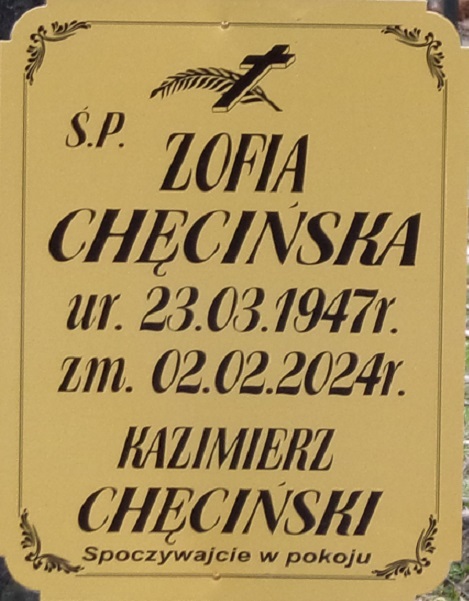 Ś.P.
ZOFIA
CHĘCIŃSKA
ur. 23.03.1947r.
zm. 02.02.2024r.
KAZIMIERZ
CHĘCIŃSKI
Spoczywajcie w pokoju